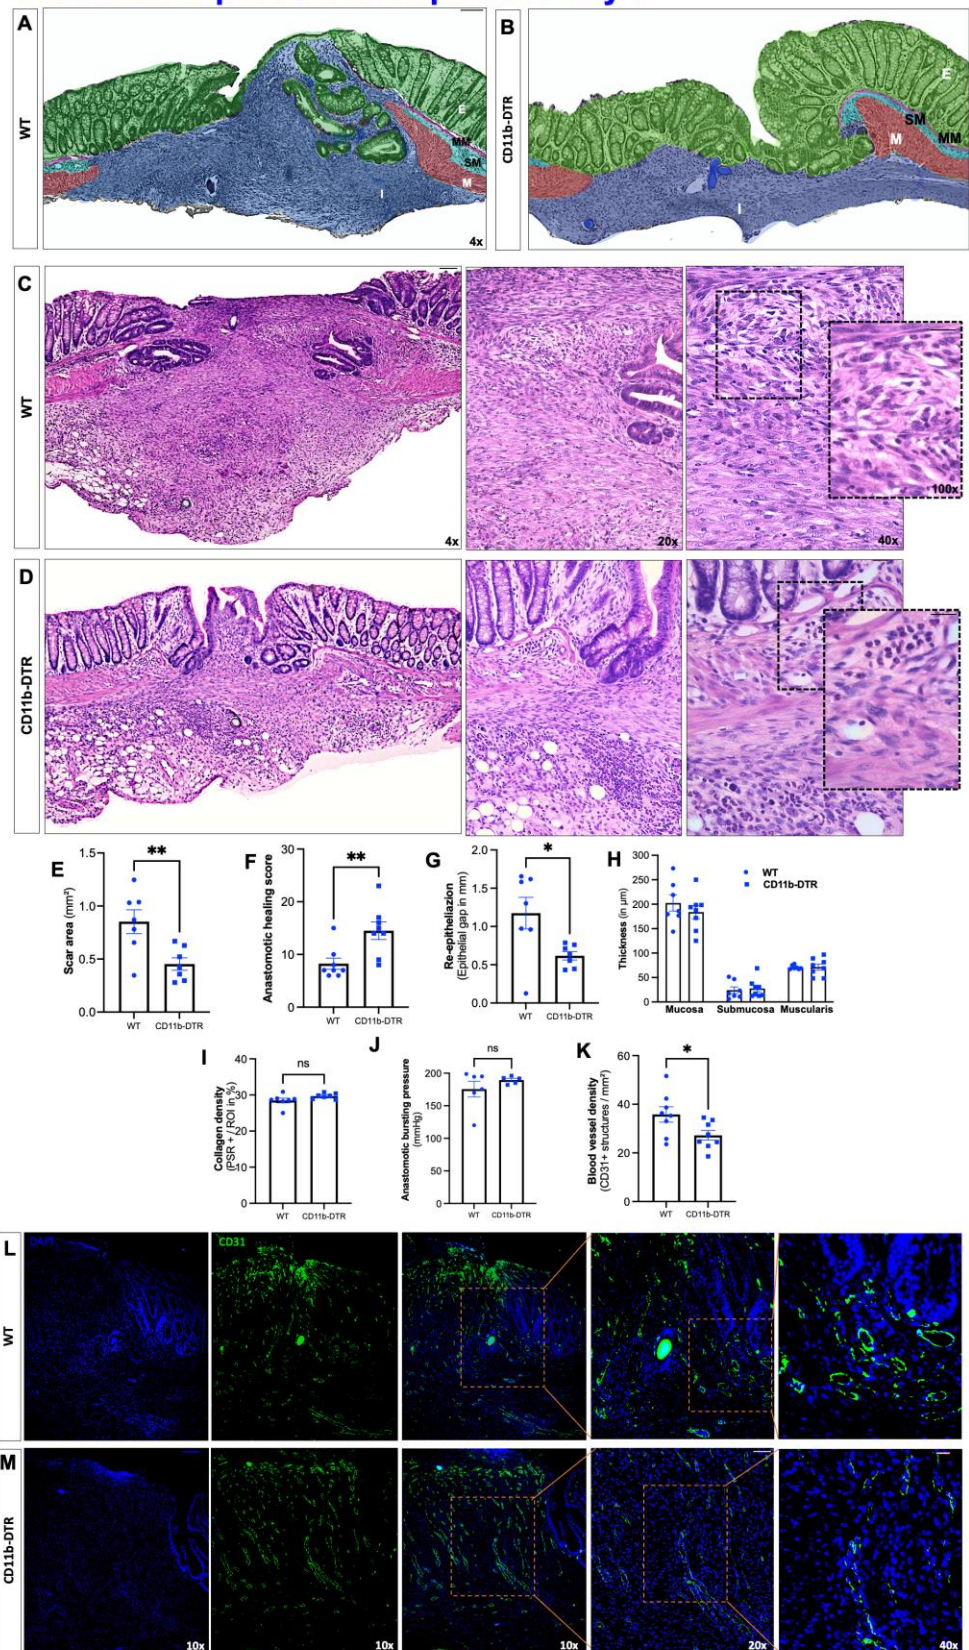 A
WT
E
MM
SM
M
I
4x
B
CD11b-DTR
E
SM
MM
M
I
C
WT
4x
20x
40x
100x
D
CD11b-DTR
E
Scar area (mm²)
1.5
1.0
0.5
0.0
**
WT
CD11b-DTR
F
Anastomotic healing score
30
20
10
0
**
WT
CD11b-DTR
G
Re-epitheliazion
(Epithelial gap in mm)
2.0
1.5
1.0
0.5
0.0
*
WT
CD11b-DTR
H
Thickness (in µm)
300
250
200
150
100
50
0
WT
CD11b-DTR
Mucosa
Submucosa
Muscularis
I
Collagen density
(PSR + / ROI in %)
40
30
20
10
0
ns
WT
CD11b-DTR
J
Anastomotic bursting pressure
(mmHg)
200
150
100
50
0
ns
WT
CD11b-DTR
K
Blood vessel density
(CD31+ structures / mm²)
60
40
20
0
*
WT
CD11b-DTR
L
WT
DAPI
CD31
M
CD11b-DTR
10x
10x
10x
20x
40x